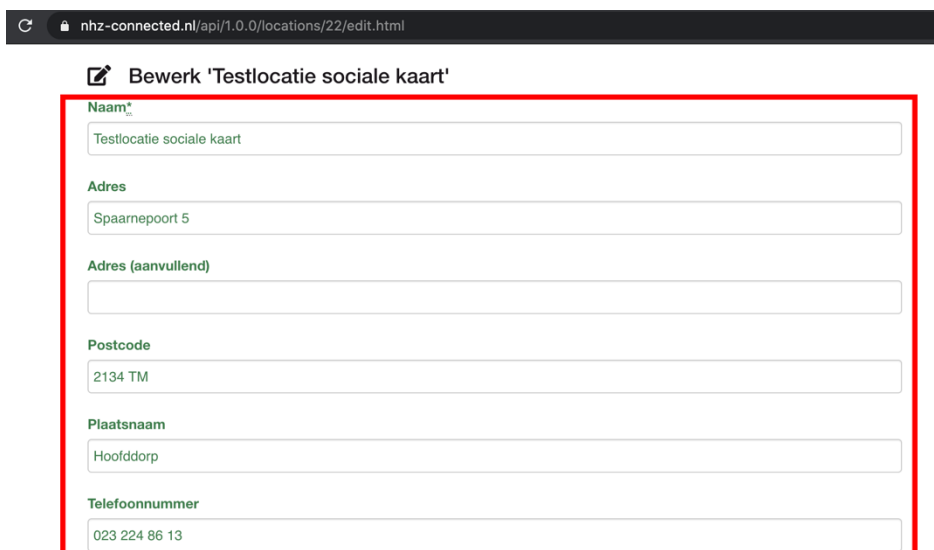 nhz-connected.nl/api/1.0.0/locations/22/edit.html
Bewerk 'Testlocatie sociale kaart'
Naam*
Testlocatie sociale kaart
Adres
Spaarnepoort 5
Adres (aanvullend)
Postcode
2134 TM
Plaatsnaam
Hoofddorp
Telefoonnummer
023 224 86 13